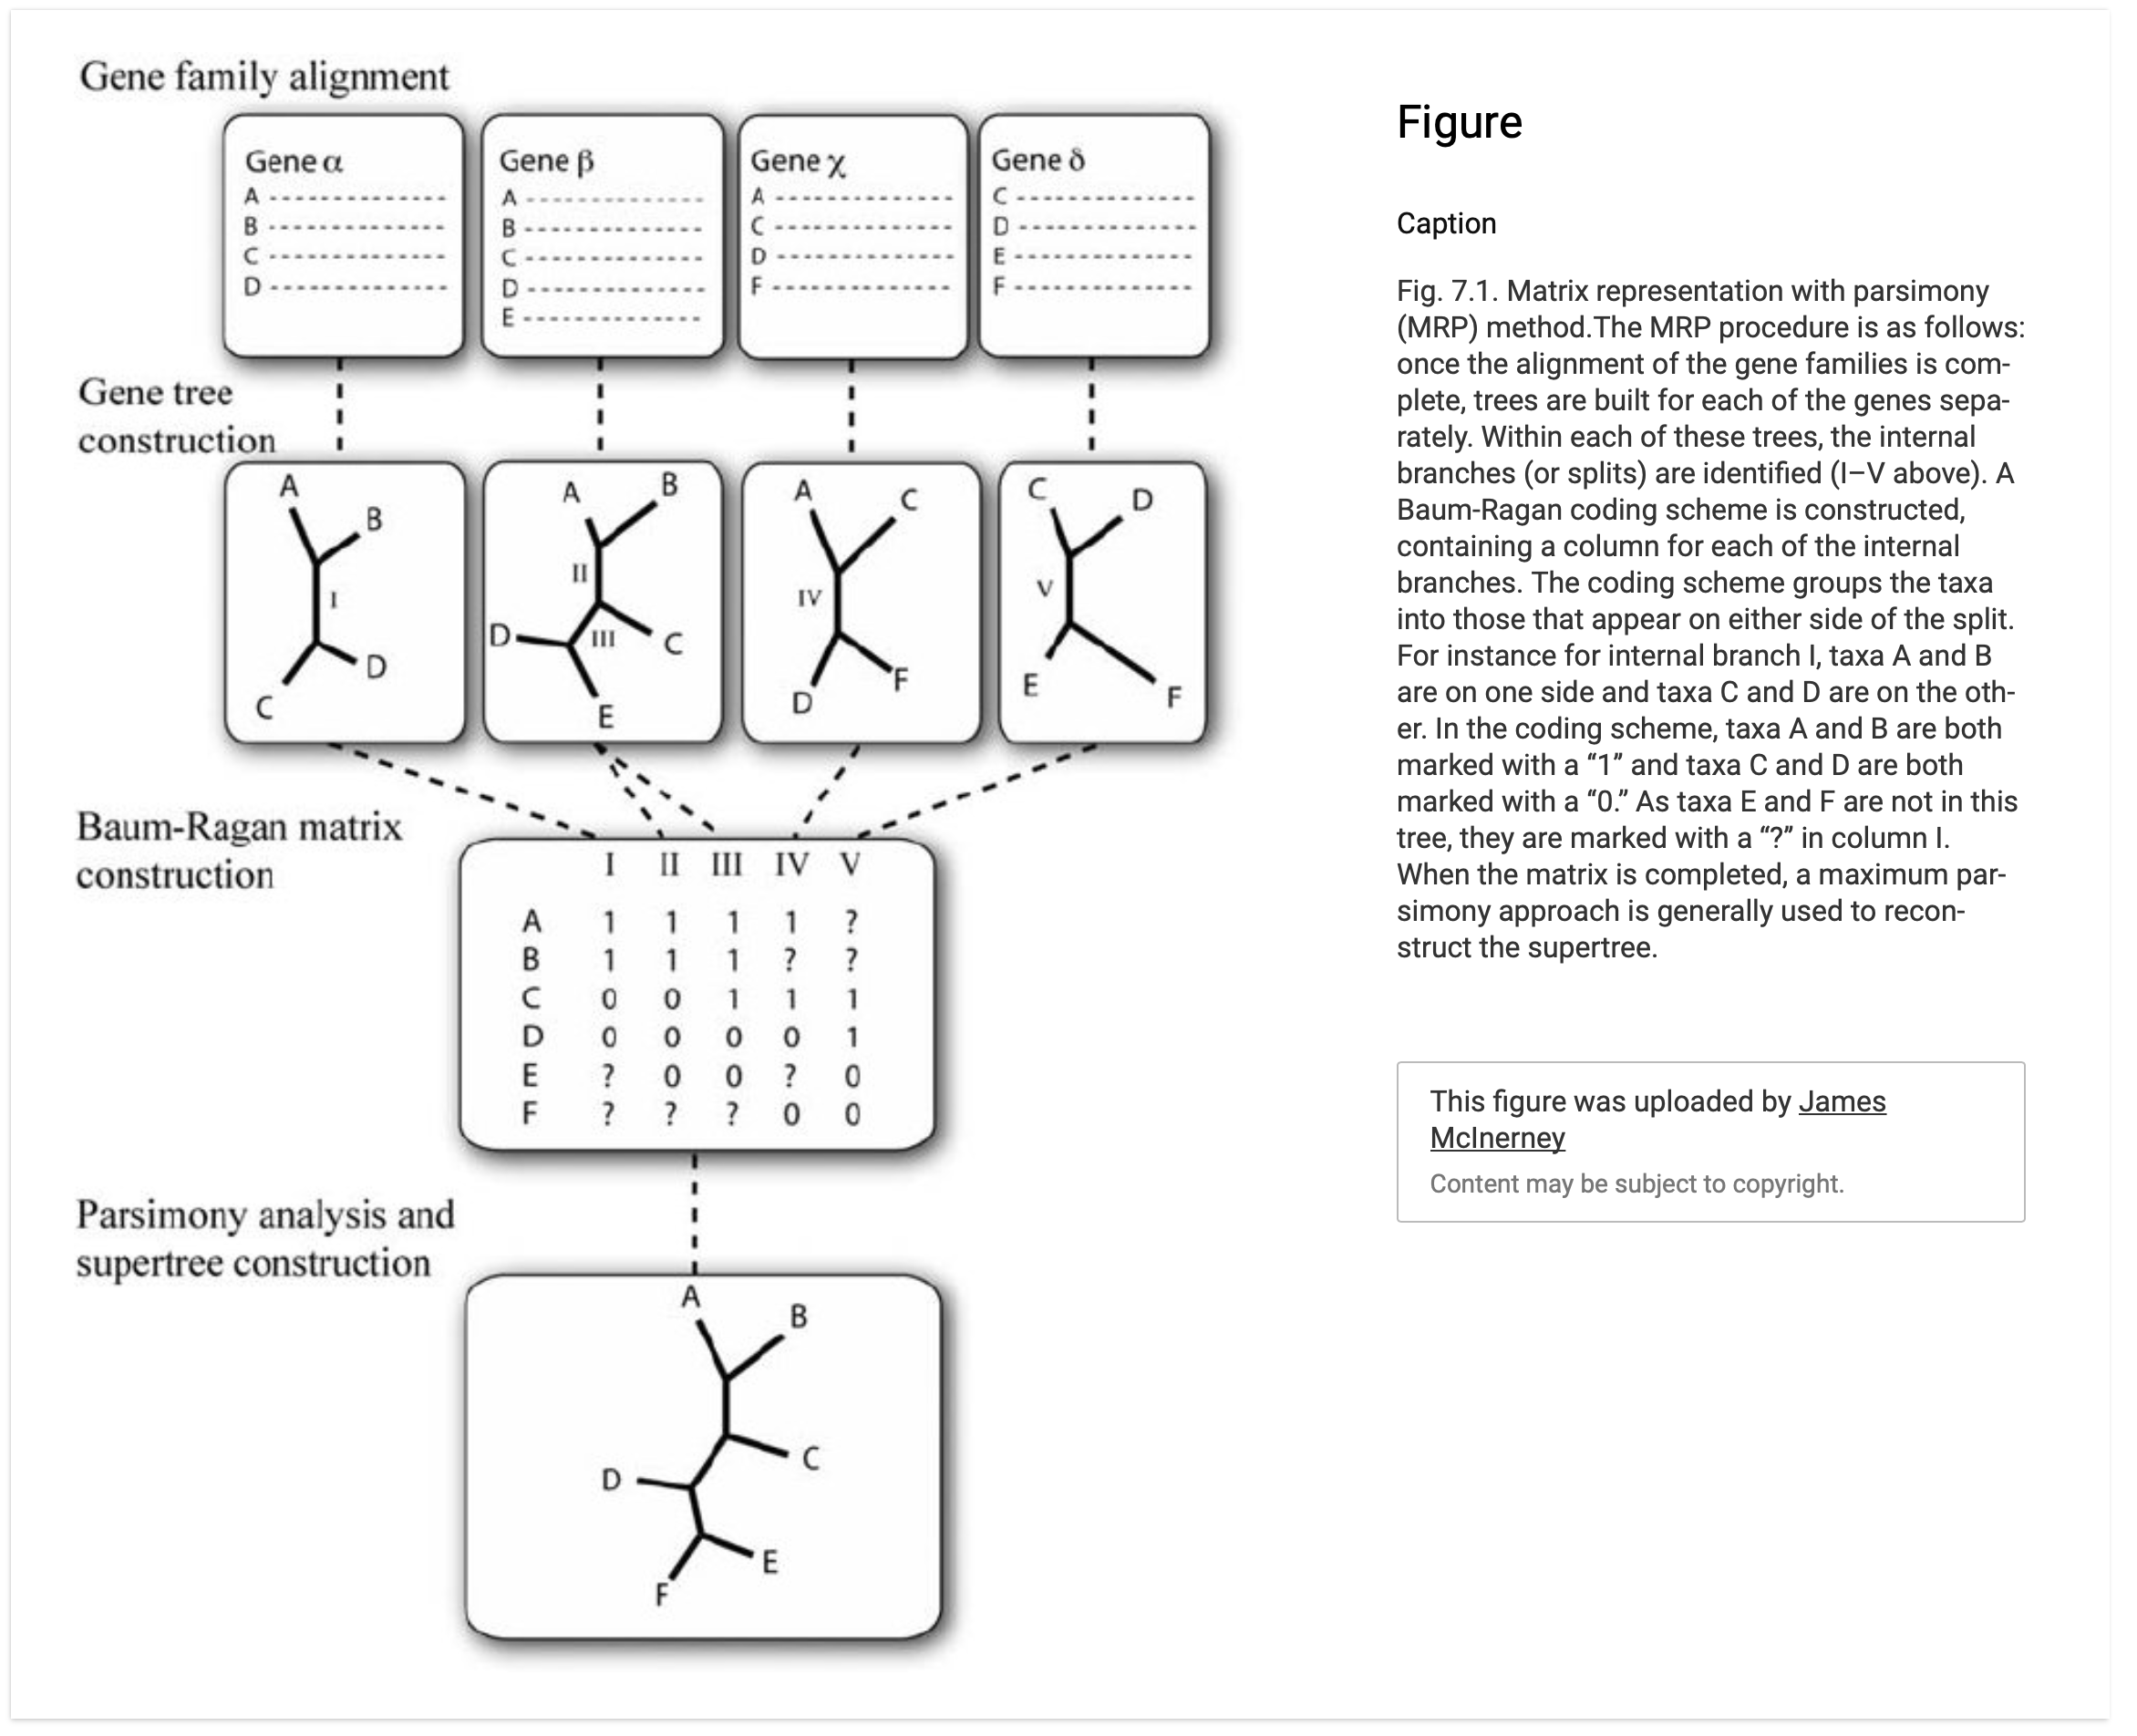 Gene family alignment
Gene α
A
B
C
D
Gene β
A
B
C
D
E
Gene χ
A
C
D
F
Gene δ
C
D
E
F
Gene tree
construction
A
B
I
C
D
A
B
II
D
III
C
E
A
C
IV
D
F
C
D
V
E
F
Baum-Ragan matrix
construction
I II III IV V
A 1 1 1 1 ?
B 1 1 1 ? ?
C 0 0 1 1 1
D 0 0 0 0 1
E ? 0 0 ? 0
F ? ? ? 0 0
Parsimony analysis and
supertree construction
A
B
C
D
E
F
Figure
Caption
Fig. 7.1. Matrix representation with parsimony
(MRP) method.The MRP procedure is as follows:
once the alignment of the gene families is com-
plete, trees are built for each of the genes sepa-
rately. Within each of these trees, the internal
branches (or splits) are identified (I–V above). A
Baum-Ragan coding scheme is constructed,
containing a column for each of the internal
branches. The coding scheme groups the taxa
into those that appear on either side of the split.
For instance for internal branch I, taxa A and B
are on one side and taxa C and D are on the oth-
er. In the coding scheme, taxa A and B are both
marked with a “1” and taxa C and D are both
marked with a “0.” As taxa E and F are not in this
tree, they are marked with a “?” in column I.
When the matrix is completed, a maximum par-
simony approach is generally used to recon-
struct the supertree.
This figure was uploaded by James
McInerney
Content may be subject to copyright.